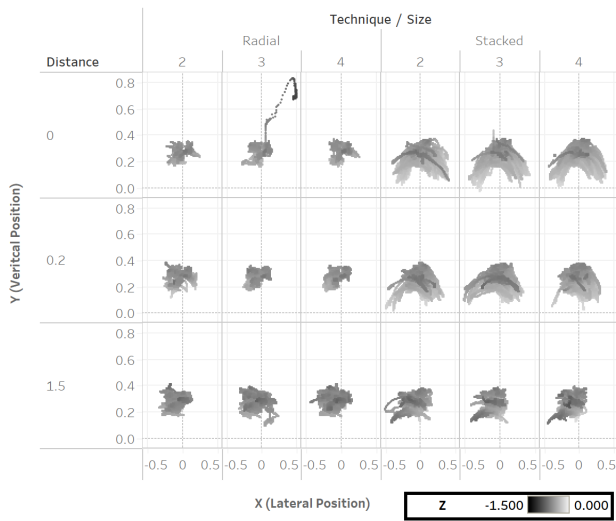 Technique / Size
Radial Stacked
Distance 2 3 4 2 3 4
0.8
0.6
0 0.4
0.2
0.0
0.8
0.6
0.2 0.4
0.2
0.0
0.8
0.6
1.5 0.4
0.2
0.0
Y (Veritcal Position)
-0.5 0 0.5 -0.5 0 0.5 -0.5 0 0.5 -0.5 0 0.5 -0.5 0 0.5 -0.5 0 0.5
X (Lateral Position)
Z -1.500 0.000